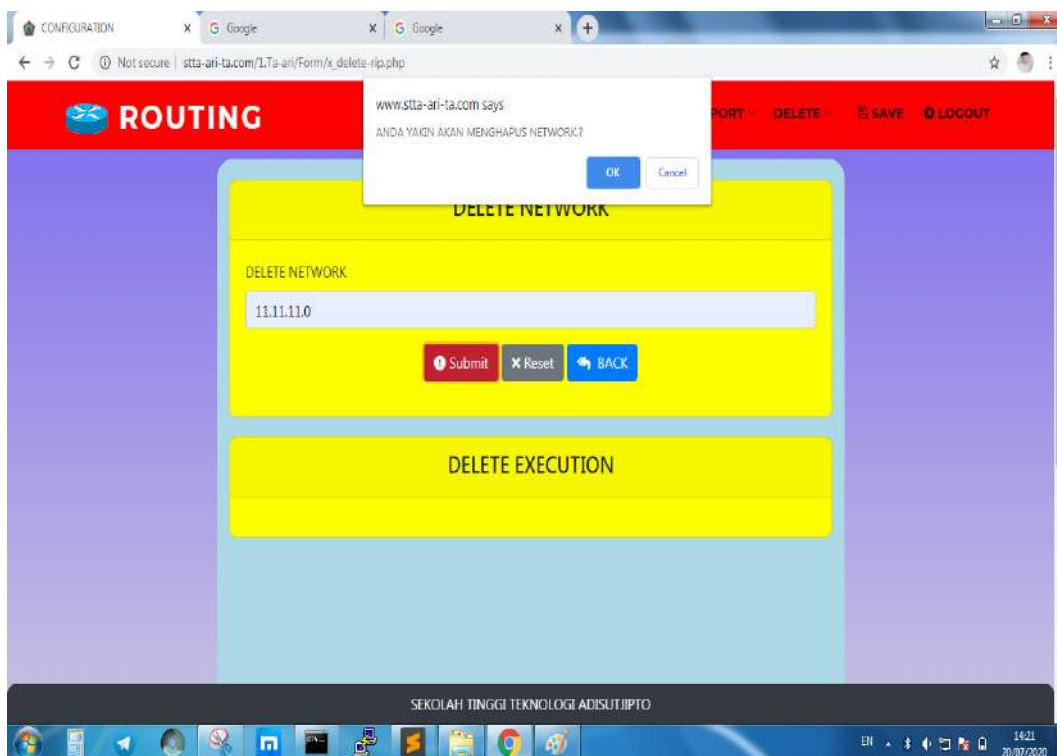 CONFIGURATION
Google
Google
Not secure | stta-ari-ta.com/1.Ta-ari/Form/x_delete-rip.php
www.stta-ari-ta.com says
ANDA YAKIN AKAN MENGHAPUS NETWORK?
OK
Cancel
ROUTING
PORT
DELETE
SAVE
LOGOUT
DELETE NETWORK
DELETE NETWORK
11.11.11.0
Submit
Reset
BACK
DELETE EXECUTION
SEKOLAH TINGGI TEKNOLOGI ADISUTJIPTO
EN
14:21
20/07/2020